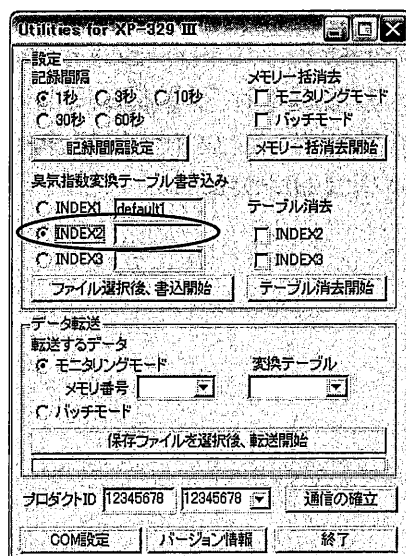 Utilities for XP-329 III
設定
記録間隔 メモリー括消去
1秒 3秒 10秒 モニタリングモード
30秒 60秒 バッチモード
記録間隔設定 メモリー括消去開始
臭気指数変換テーブル書き込み
INDEX1 default1 テーブル消去
INDEX2 INDEX2
INDEX3 INDEX3
ファイル選択後、書込開始 テーブル消去開始
データ転送
転送するデータ
モニタリングモード 変換テーブル
メモリ番号
バッチモード
保存ファイルを選択後、転送開始
プロダクトID 12345678 12345678 通信の確立
COM設定 バージョン情報 終了